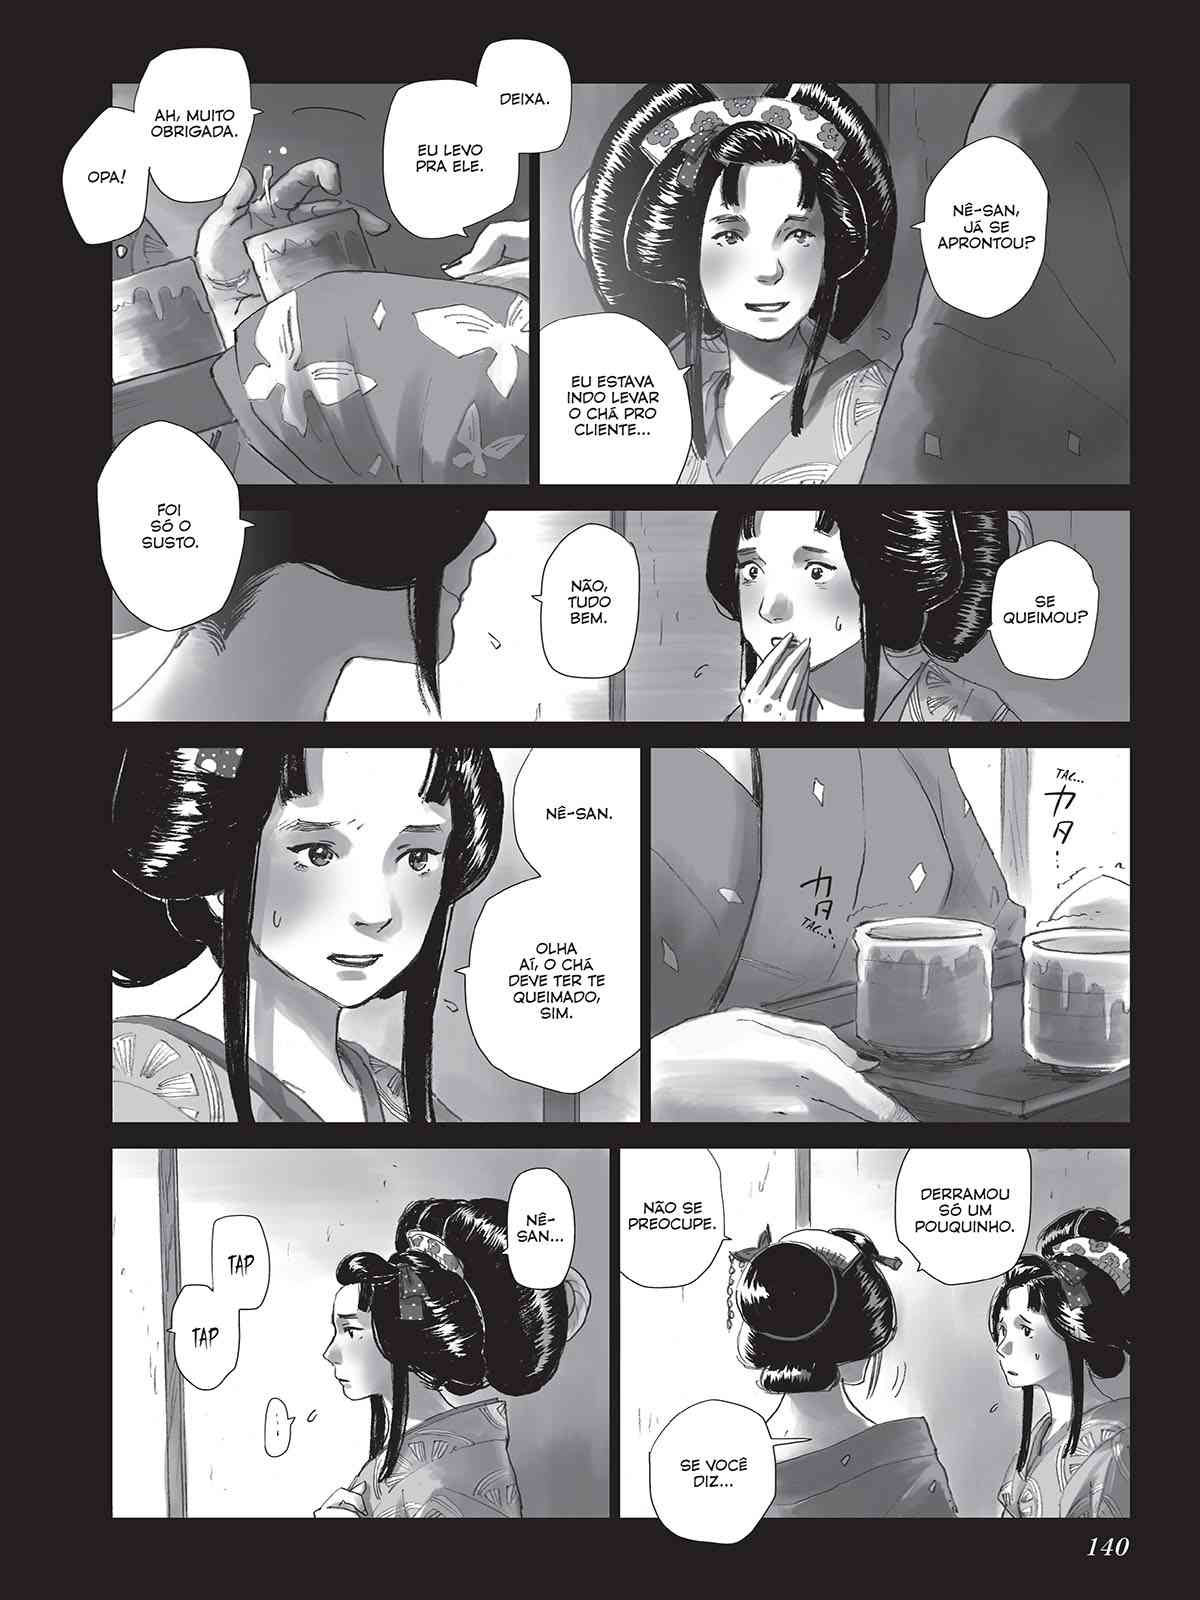 NÊ-SAN,
JÁ SE
APRONTOU?
EU ESTAVA
INDO LEVAR
O CHÁ PRO
CLIENTE...
DEIXA.
EU LEVO
PRA ELE.
AH, MUITO
OBRIGADA.
OPA!
SE
QUEIMOU?
NÃO,
TUDO
BEM.
FOI
SÓ O
SUSTO.
TAC...
カタ...
カタ
TAC...
NÊ-SAN.
OLHA
AÍ, O CHÁ
DEVE TER TE
QUEIMADO,
SIM.
DERRAMOU
SÓ UM
POUQUINHO.
NÃO SE
PREOCUPE.
SE VOCÊ
DIZ...
NÊ-
SAN...
TAP
TAP
...
140